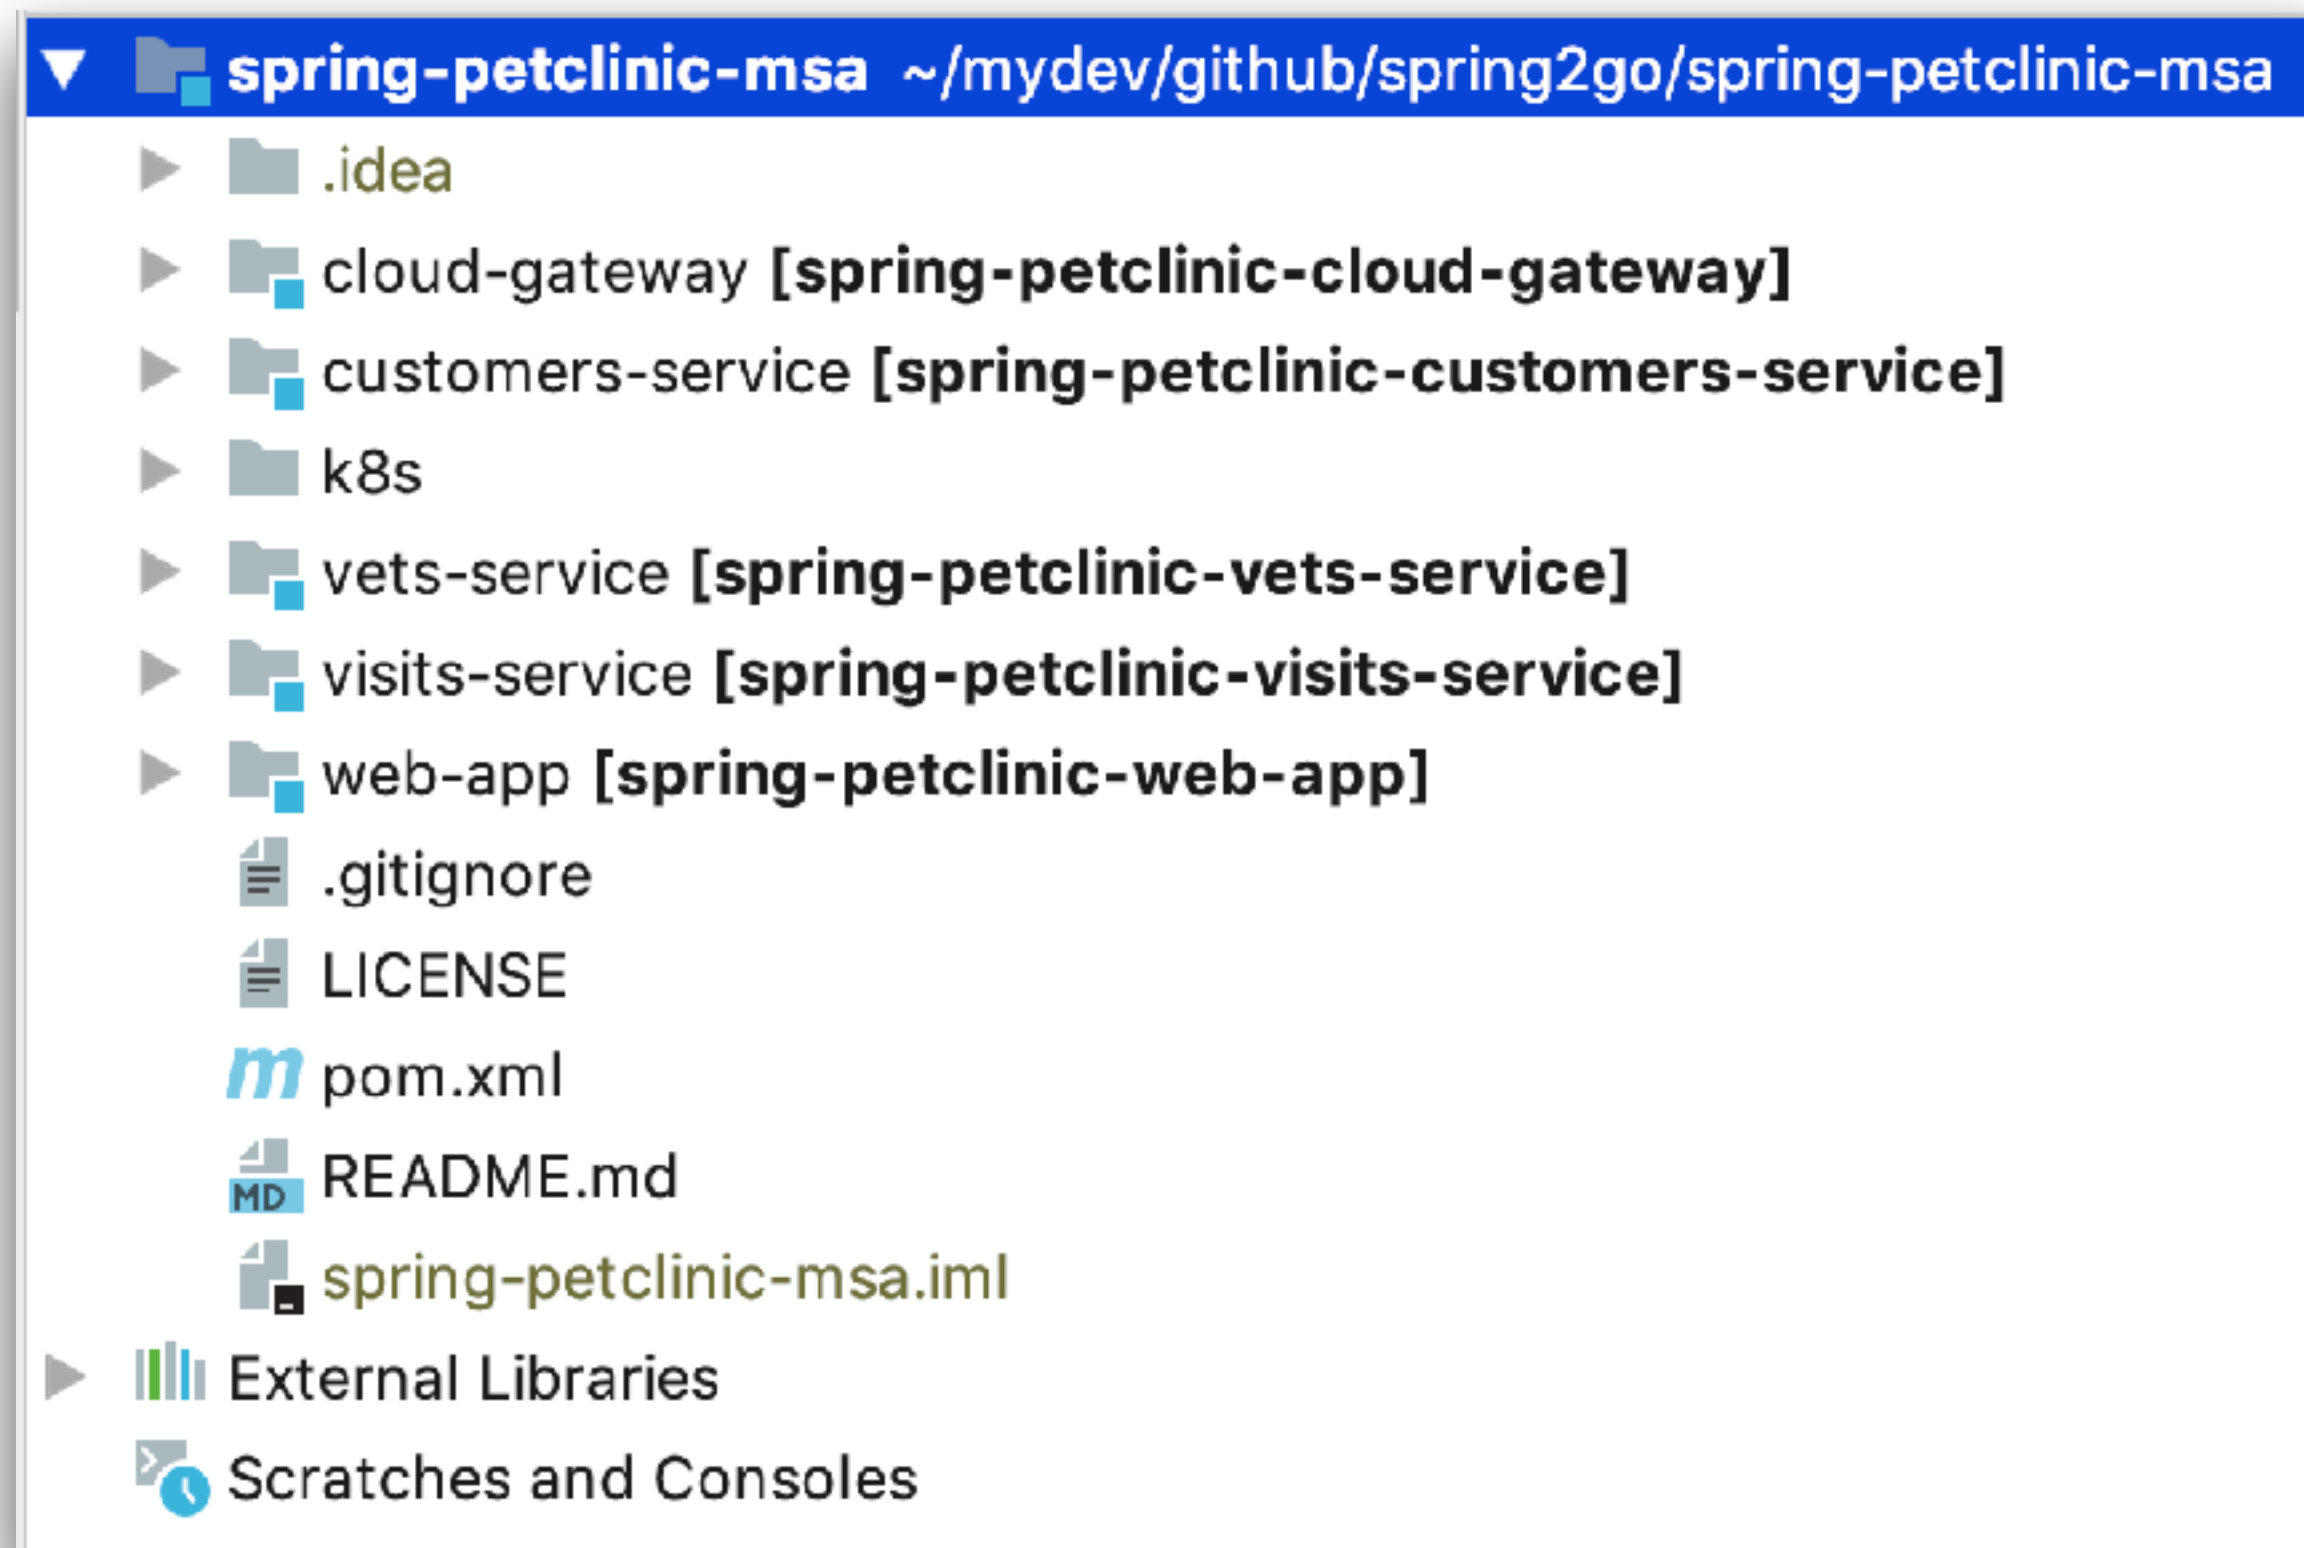 spring-petclinic-msa ~/mydev/github/spring2go/spring-petclinic-msa
.idea
cloud-gateway [spring-petclinic-cloud-gateway]
customers-service [spring-petclinic-customers-service]
k8s
vets-service [spring-petclinic-vets-service]
visits-service [spring-petclinic-visits-service]
web-app [spring-petclinic-web-app]
.gitignore
LICENSE
m pom.xml
MD README.md
spring-petclinic-msa.iml
External Libraries
Scratches and Consoles